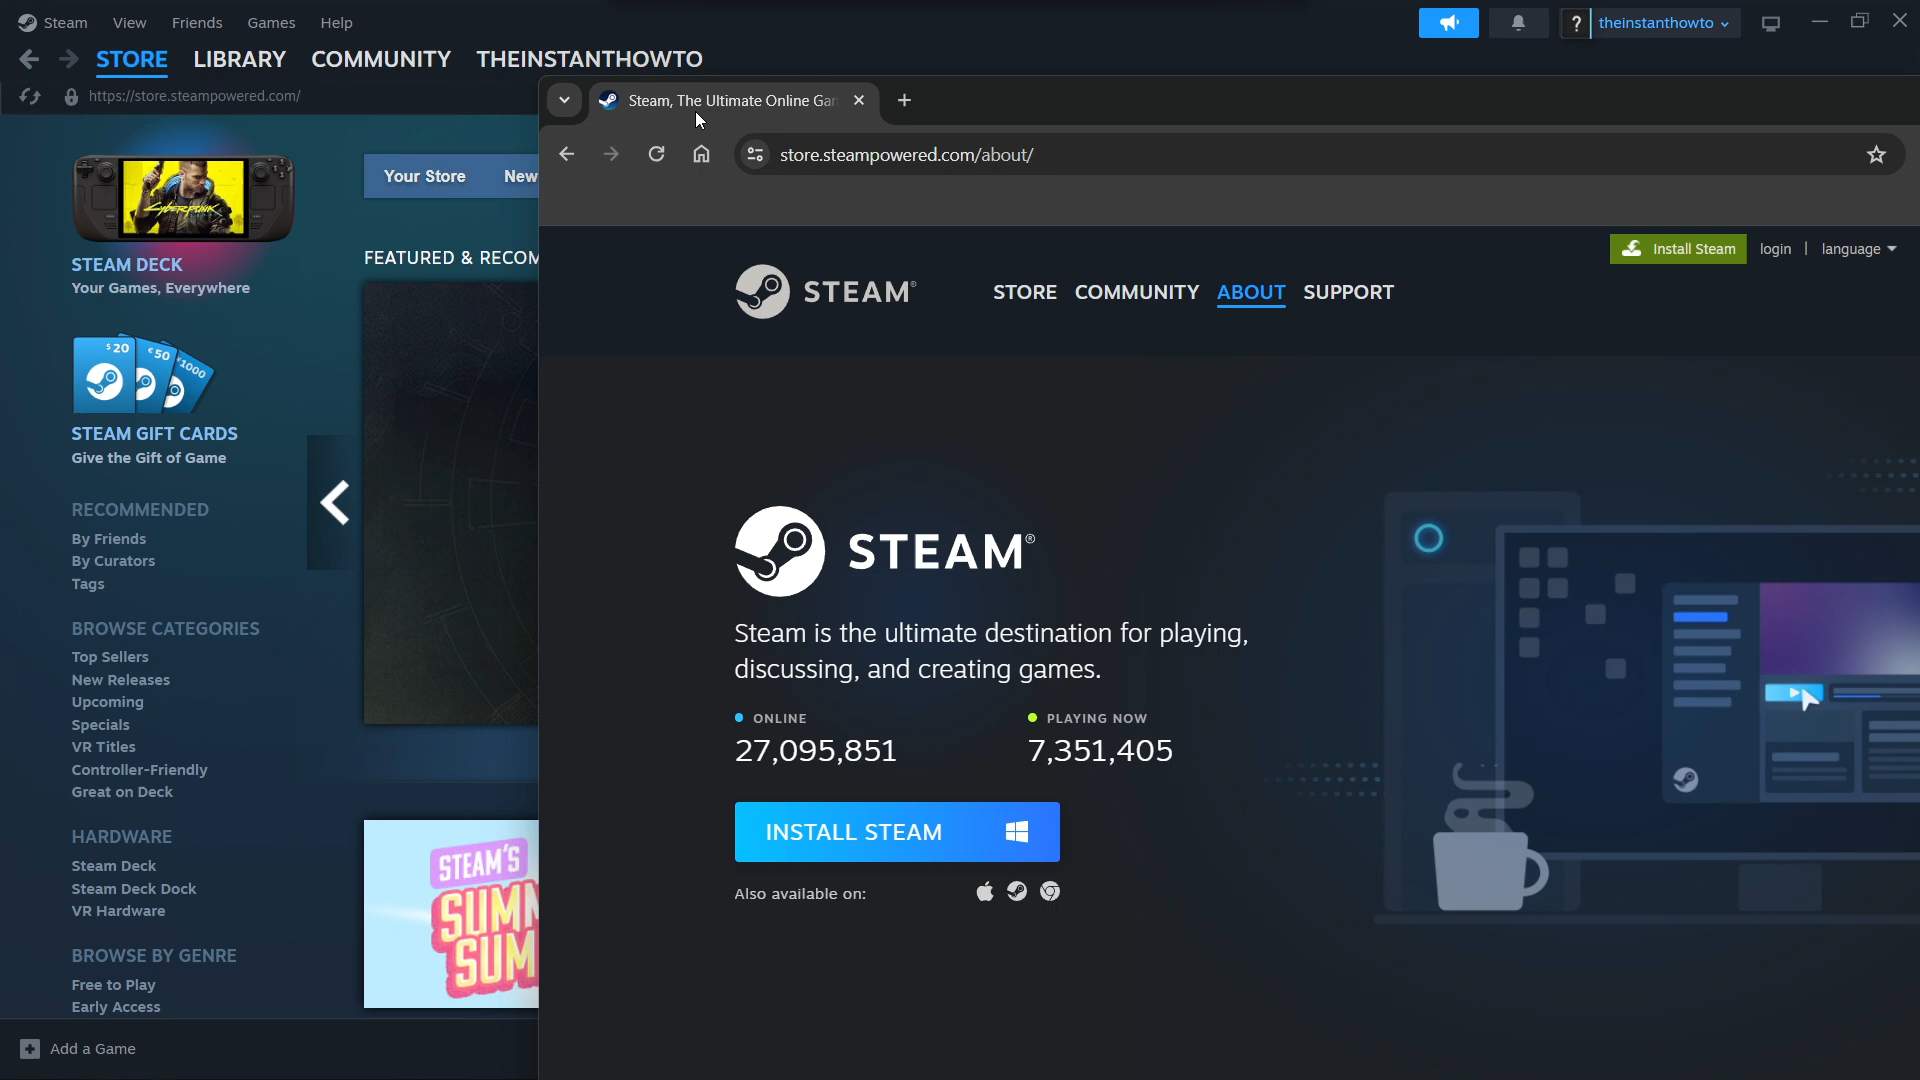 Steam View Friends Games Help
? theinstanthowto
STORE LIBRARY COMMUNITY THEINSTANTHOWTO
https://store.steampowered.com/
Steam, The Ultimate Online Gar
store.steampowered.com/about/
Your Store New
STEAM DECK
Your Games, Everywhere
$20 €50 ¥1000
STEAM GIFT CARDS
Give the Gift of Game
RECOMMENDED
By Friends
By Curators
Tags
BROWSE CATEGORIES
Top Sellers
New Releases
Upcoming
Specials
VR Titles
Controller-Friendly
Great on Deck
HARDWARE
Steam Deck
Steam Deck Dock
VR Hardware
BROWSE BY GENRE
Free to Play
Early Access
Add a Game
FEATURED & RECOM
STEAM'S
SUMM
SUM
Install Steam login | language
STEAM®
STORE COMMUNITY ABOUT SUPPORT
STEAM®
Steam is the ultimate destination for playing,
discussing, and creating games.
ONLINE
27,095,851
PLAYING NOW
7,351,405
INSTALL STEAM
Also available on: